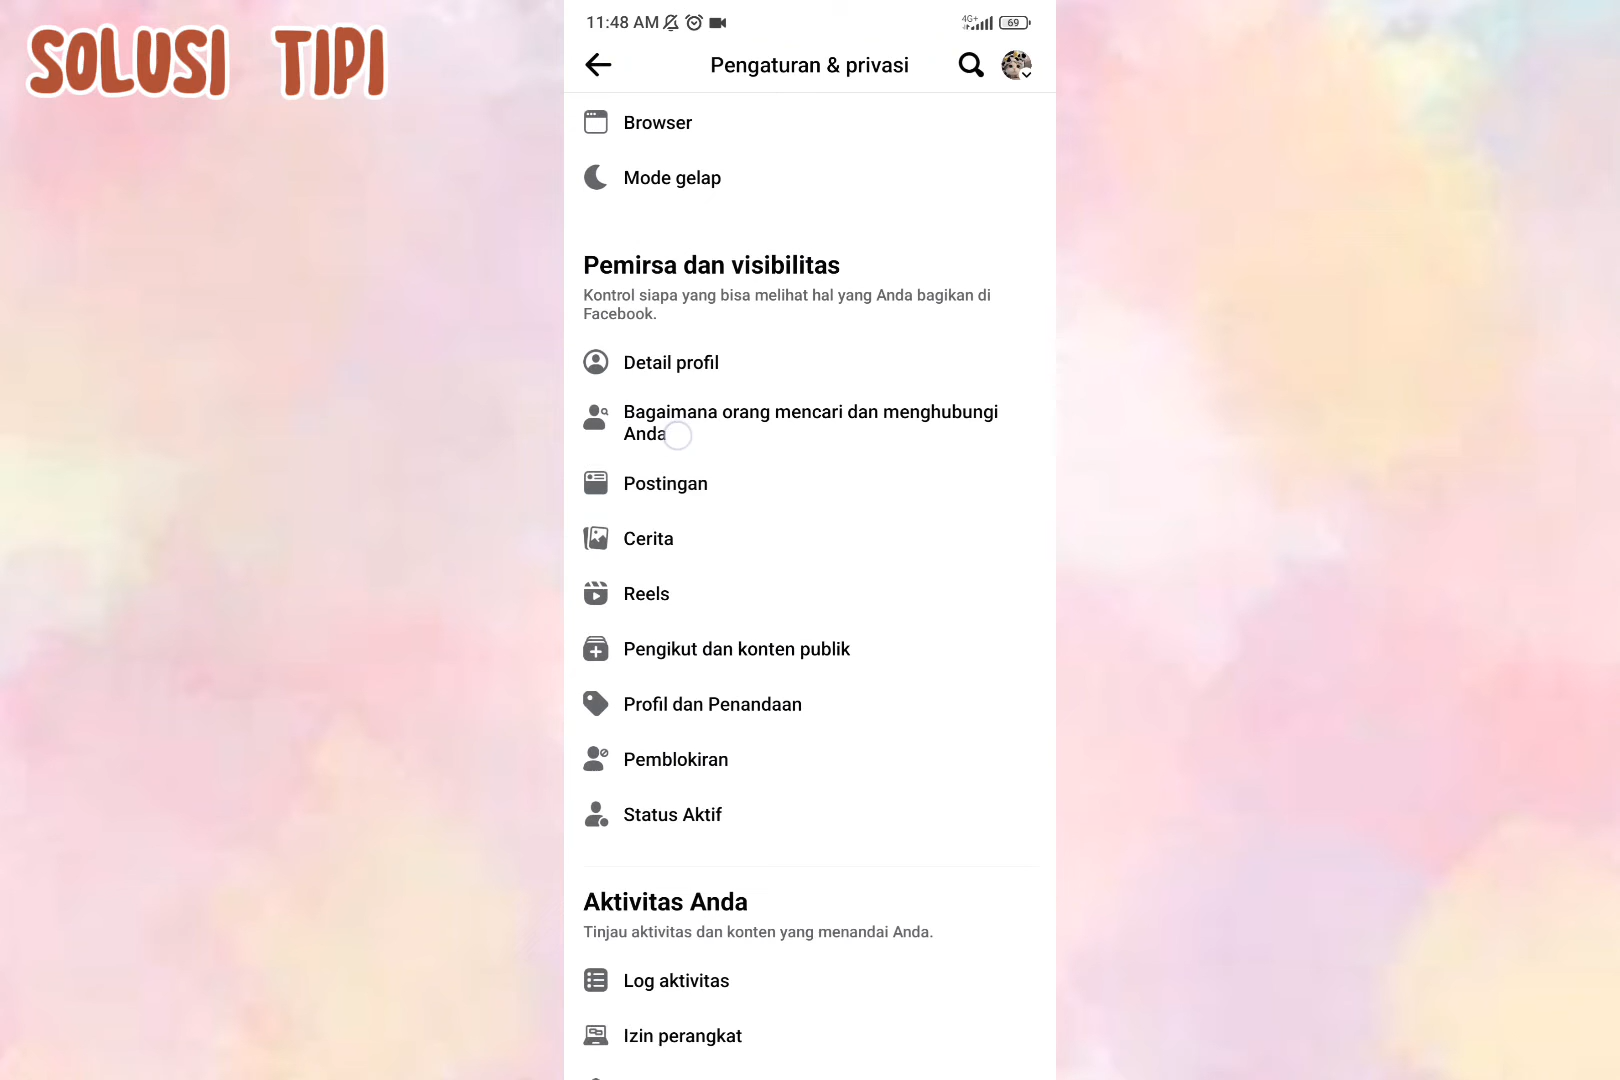 SOLUSI TIPI
11:48 AM
4G+
69
Pengaturan & privasi
Browser
Mode gelap
Pemirsa dan visibilitas
Kontrol siapa yang bisa melihat hal yang Anda bagikan di
Facebook.
Detail profil
Bagaimana orang mencari dan menghubungi
Anda
Postingan
Cerita
Reels
Pengikut dan konten publik
Profil dan Penandaan
Pemblokiran
Status Aktif
Aktivitas Anda
Tinjau aktivitas dan konten yang menandai Anda.
Log aktivitas
Izin perangkat